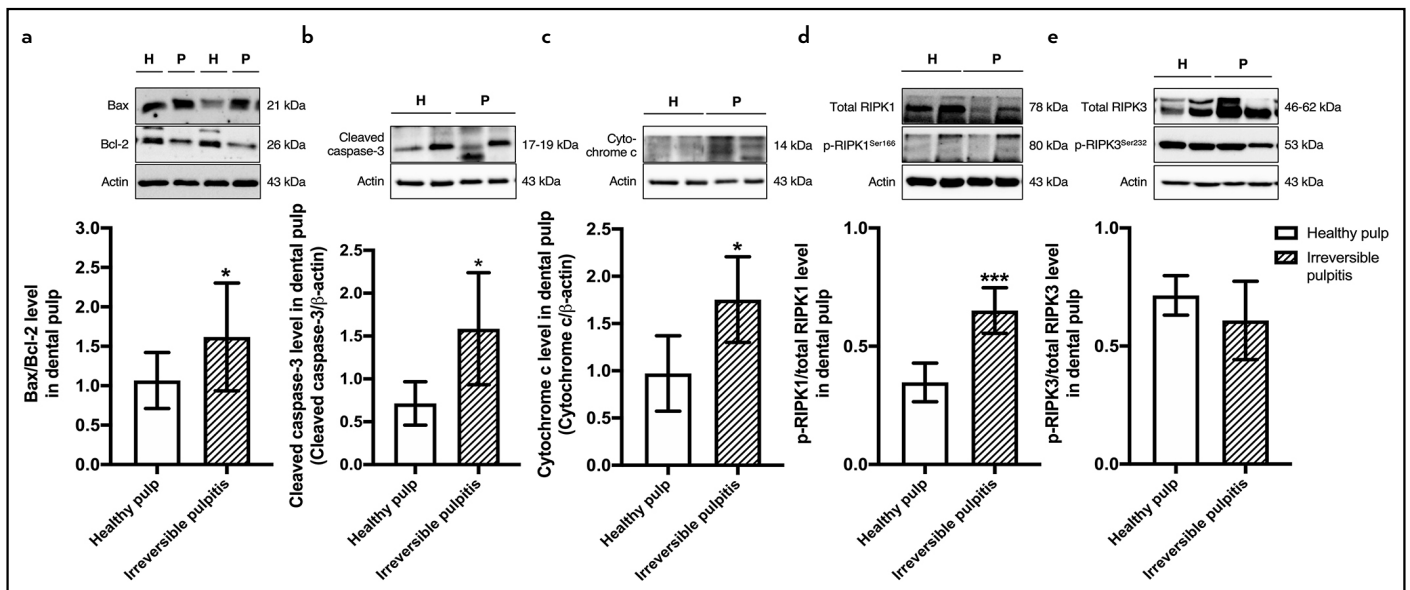 a
H P H P
Bax 21 kDa
Bcl-2 26 kDa
Actin 43 kDa
3.0
2.5
2.0
1.5
1.0
0.5
0.0
Bax/Bcl-2 level
in dental pulp
*
Healthy pulp
Irreversible pulpitis
b
H P
Cleaved
caspase-3 17-19 kDa
Actin 43 kDa
2.5
2.0
1.5
1.0
0.5
0.0
Cleaved caspase-3 level in dental pulp
(Cleaved caspase-3/β-actin)
*
Healthy pulp
Irreversible pulpitis
c
H P
Cyto-
chrome c 14 kDa
Actin 43 kDa
2.5
2.0
1.5
1.0
0.5
0.0
Cytochrome c level in dental pulp
(Cytochrome c/β-actin)
*
Healthy pulp
Irreversible pulpitis
d
H P
Total RIPK1 78 kDa
p-RIPK1Ser166 80 kDa
Actin 43 kDa
1.0
0.5
0.0
p-RIPK1/total RIPK1 level
in dental pulp
***
Healthy pulp
Irreversible pulpitis
e
H P
Total RIPK3 46-62 kDa
p-RIPK3Ser232 53 kDa
Actin 43 kDa
1.0
0.5
0.0
p-RIPK3/total RIPK3 level
in dental pulp
Healthy pulp
Irreversible pulpitis
Healthy pulp
Irreversible
pulpitis